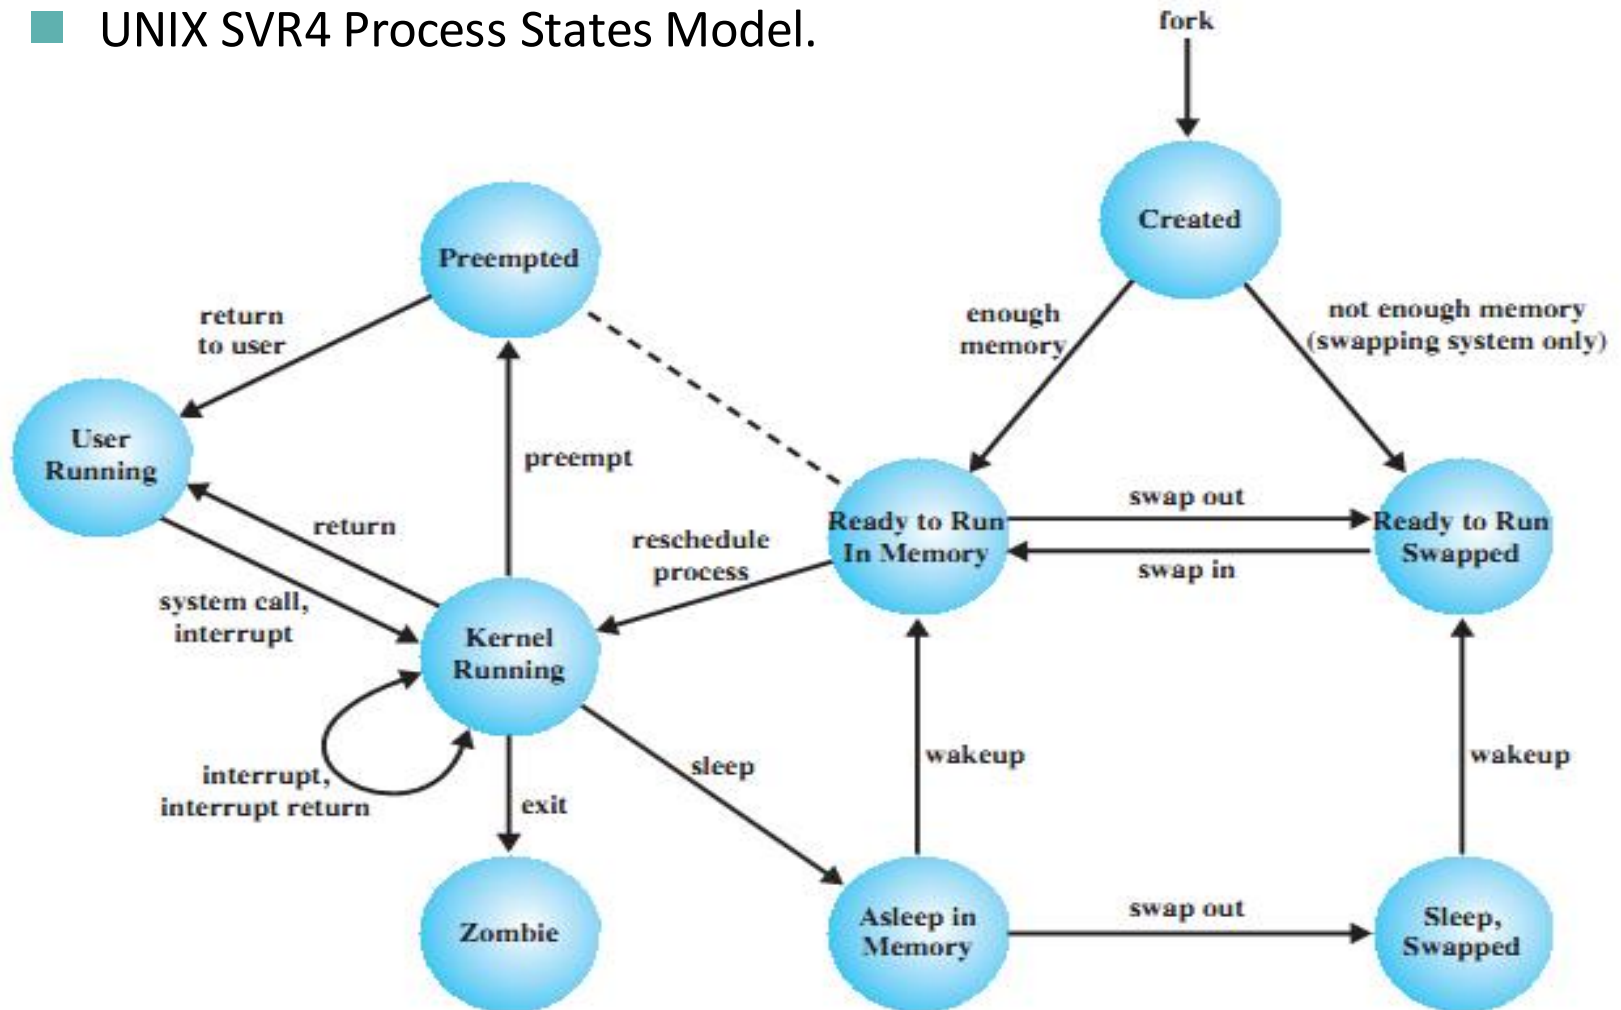 UNIX SVR4 Process States Model.
fork
Created
Preempted
return
to user
enough
memory
not enough memory
(swapping system only)
User
Running
preempt
return
reschedule
process
Ready to Run
In Memory
swap out
swap in
Ready to Run
Swapped
system call,
interrupt
Kernel
Running
interrupt,
interrupt return
exit
sleep
wakeup
wakeup
Zombie
Asleep in
Memory
swap out
Sleep,
Swapped